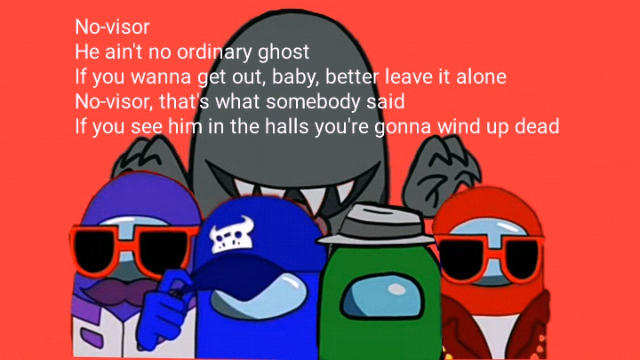 No-visor
He ain't no ordinary ghost
If you wanna get out, baby, better leave it alone
No-visor, that's what somebody said
If you see him in the halls you're gonna wind up dead